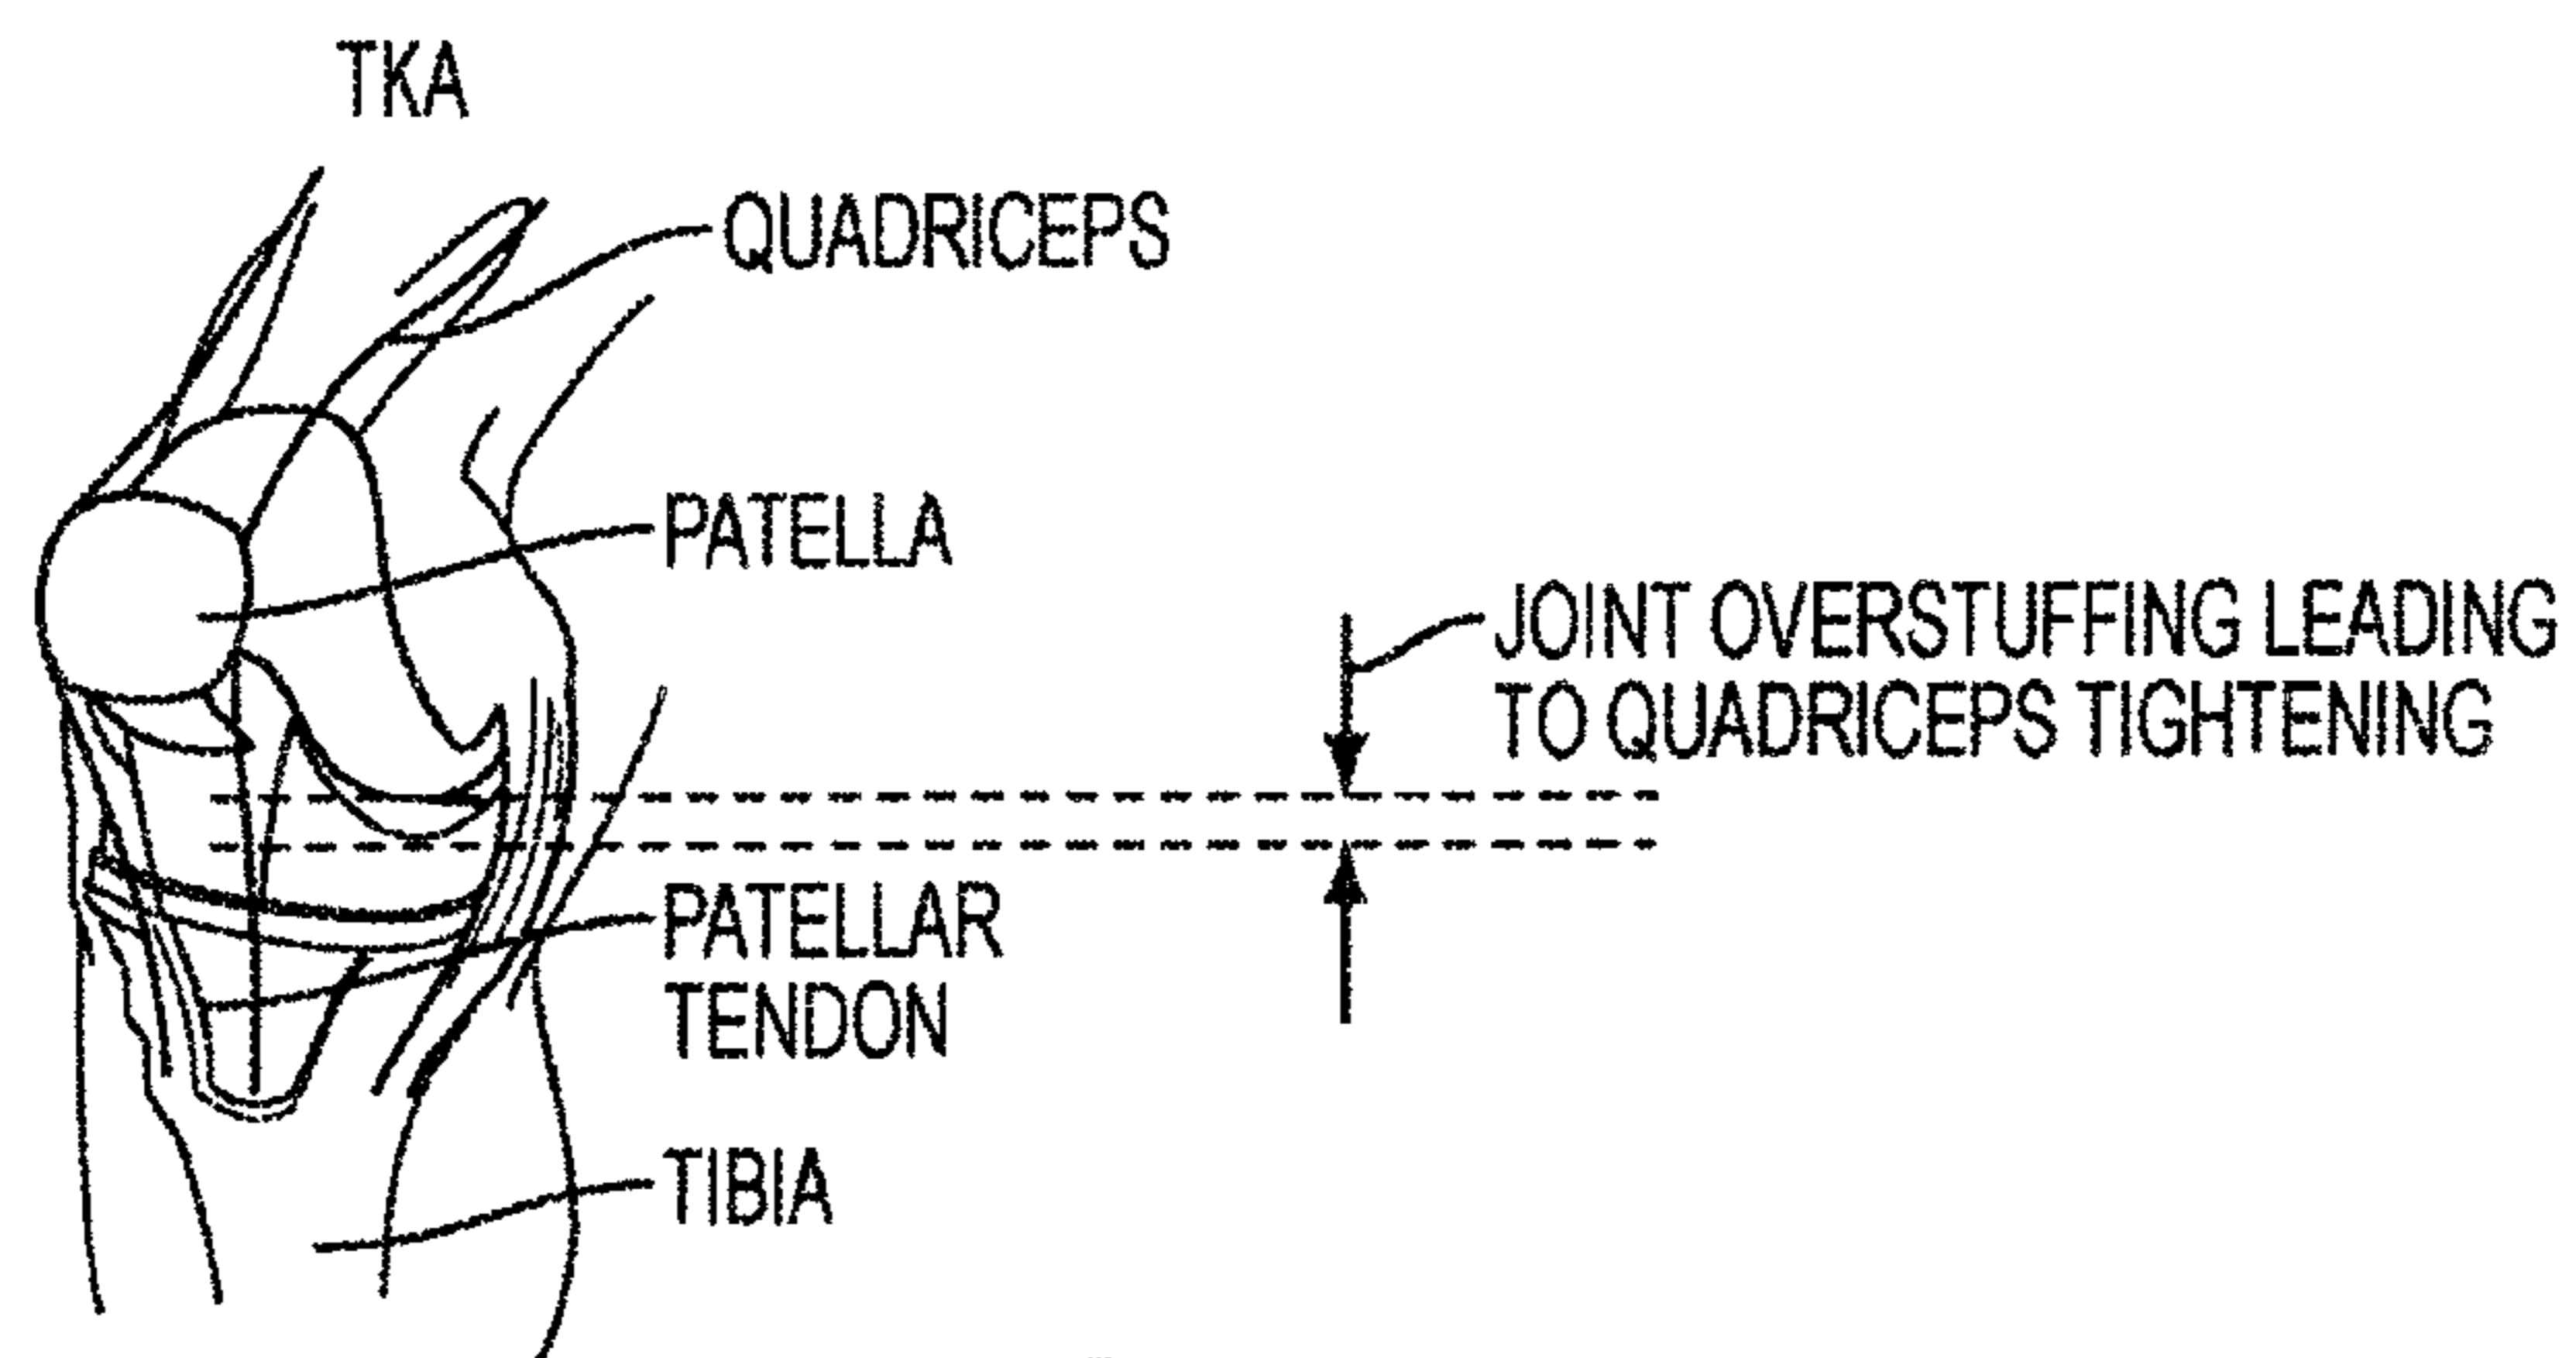 TKA
QUADRICEPS
PATELLA
JOINT OVERSTUFFING LEADING
TO QUADRICEPS TIGHTENING
PATELLAR
TENDON
TIBIA